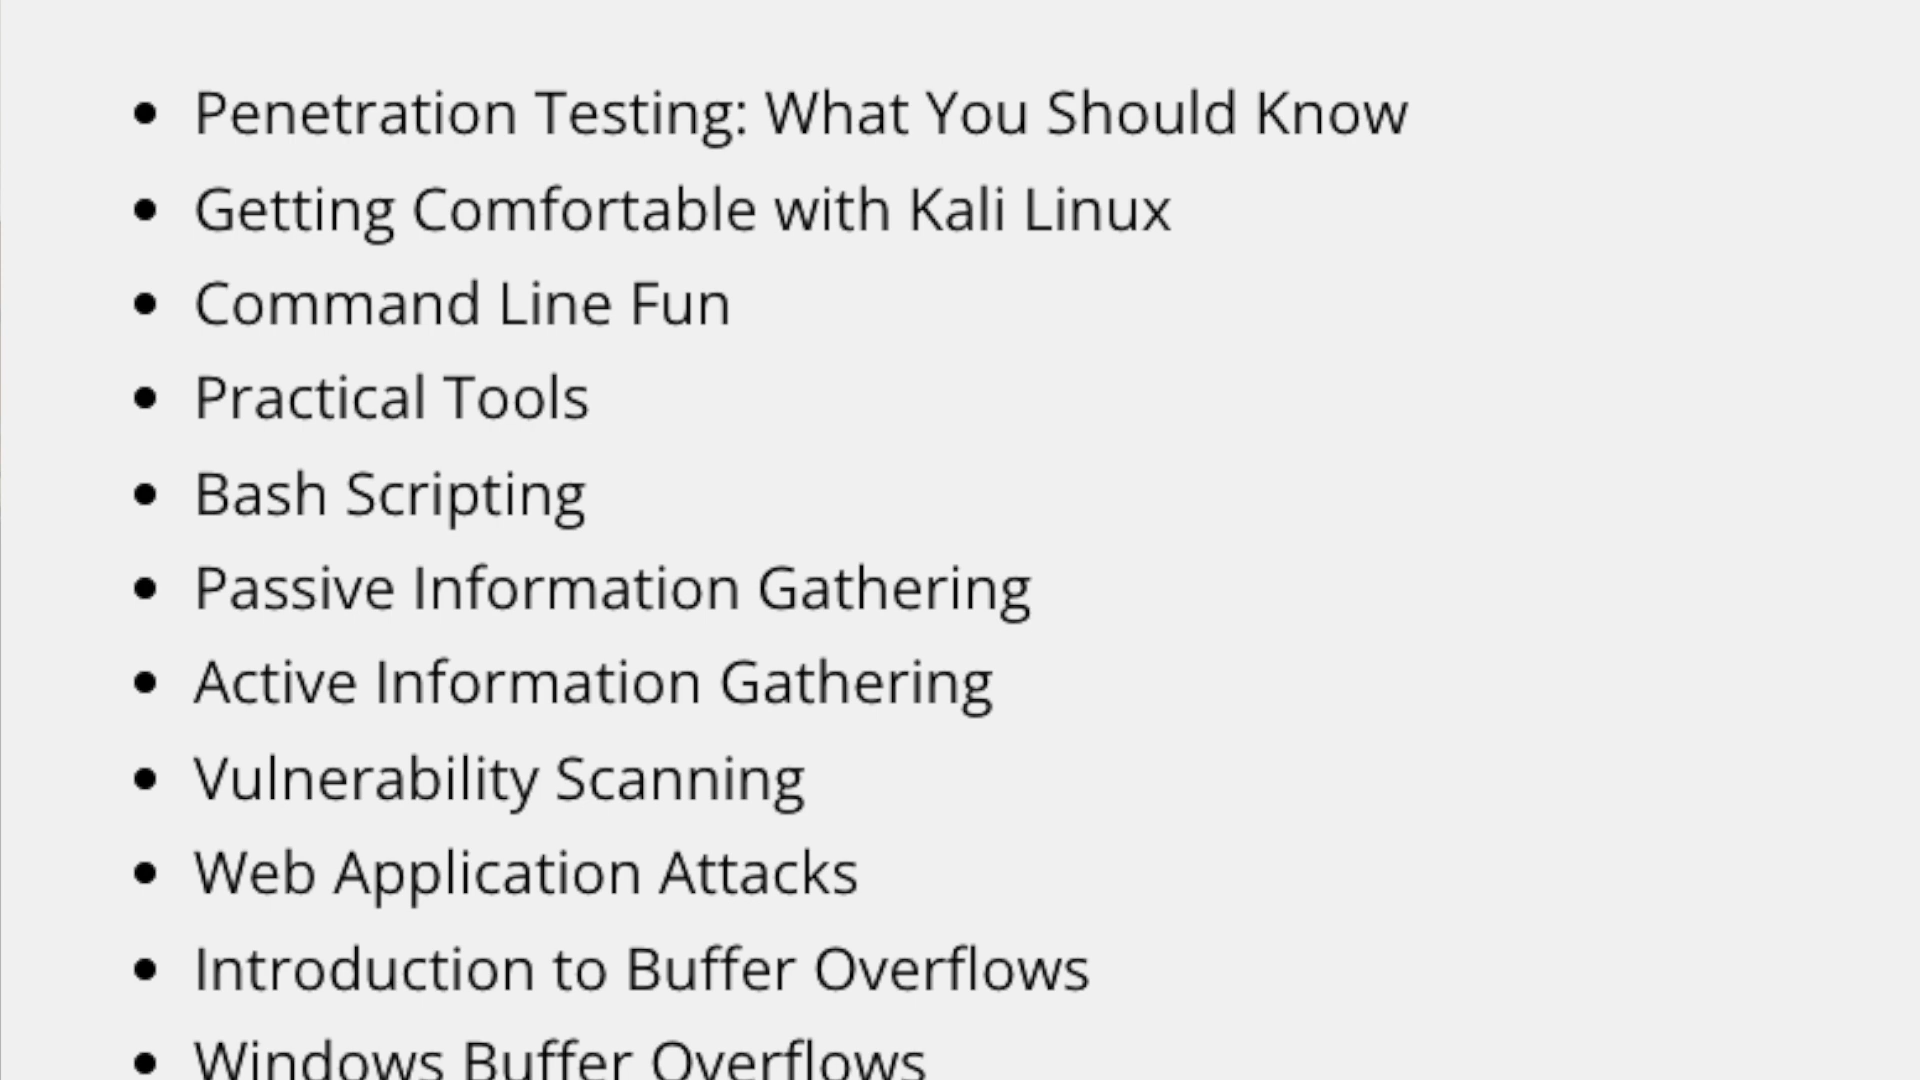 • Penetration Testing: What You Should Know
• Getting Comfortable with Kali Linux
• Command Line Fun
• Practical Tools
• Bash Scripting
• Passive Information Gathering
• Active Information Gathering
• Vulnerability Scanning
• Web Application Attacks
• Introduction to Buffer Overflows
• Windows Buffer Overflows